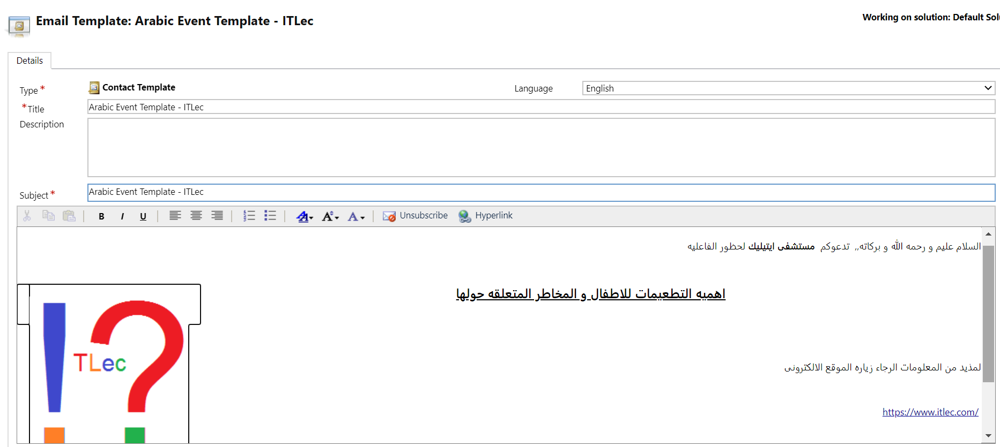 Email Template: Arabic Event Template - ITLec
Working on solution: Default
Details
Type *
Contact Template
Language
English
*Title
Arabic Event Template - ITLec
Description
Subject *
Arabic Event Template - ITLec
B I U A A A Unsubscribe Hyperlink
السلام عليم و رحمه الله و بركاته,, تدعوكم مستشفى ايتيليك لحظور الفاعليه
اهميه التطعيمات للاطفال و المخاطر المتعلقه حولها
TLec
لمذيد من المعلومات الرجاء زياره الموقع الالكترونى
https://www.itlec.com/